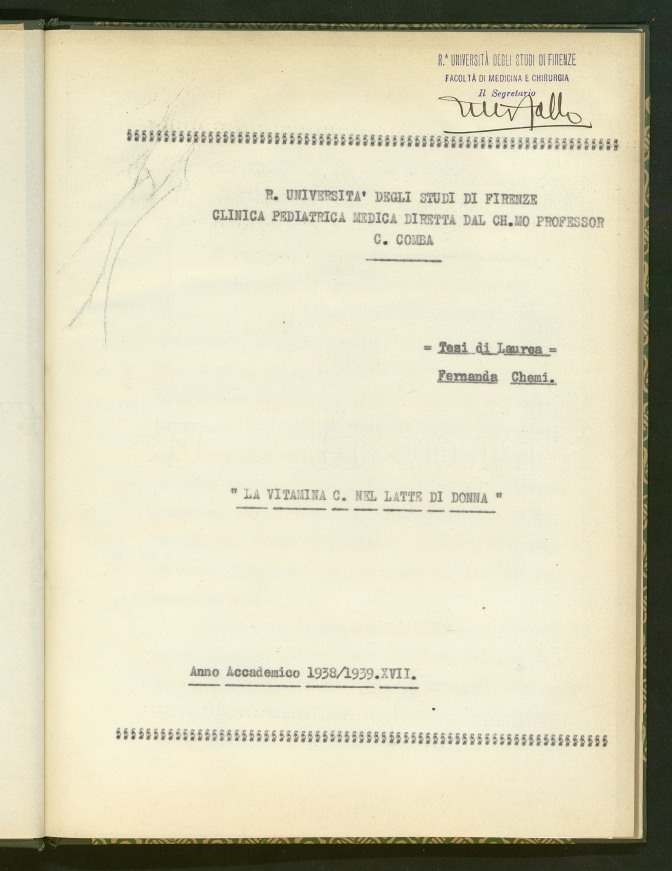 R.ᴬ UNIVERSITÀ DEGLI STUDI DI FIRENZE
FACOLTÀ DI MEDICINA E CHIRURGIA
Il Segretario
§§§§§§§§§§§§§§§§§§§§§§§§§§§§§§§§§§§§§§§§§§§§§§§§§§§§§§§§§§§
R. UNIVERSITA' DEGLI STUDI DI FIRENZE
CLINICA PEDIATRICA MEDICA DIRETTA DAL CH.MO PROFESSOR
C. COMBA
= Tesi di Laurea =
Fernanda Chemi.
" LA VITAMINA C. NEL LATTE DI DONNA "
Anno Accademico 1938/1939.XVII.
§§§§§§§§§§§§§§§§§§§§§§§§§§§§§§§§§§§§§§§§§§§§§§§§§§§§§§§§§§§